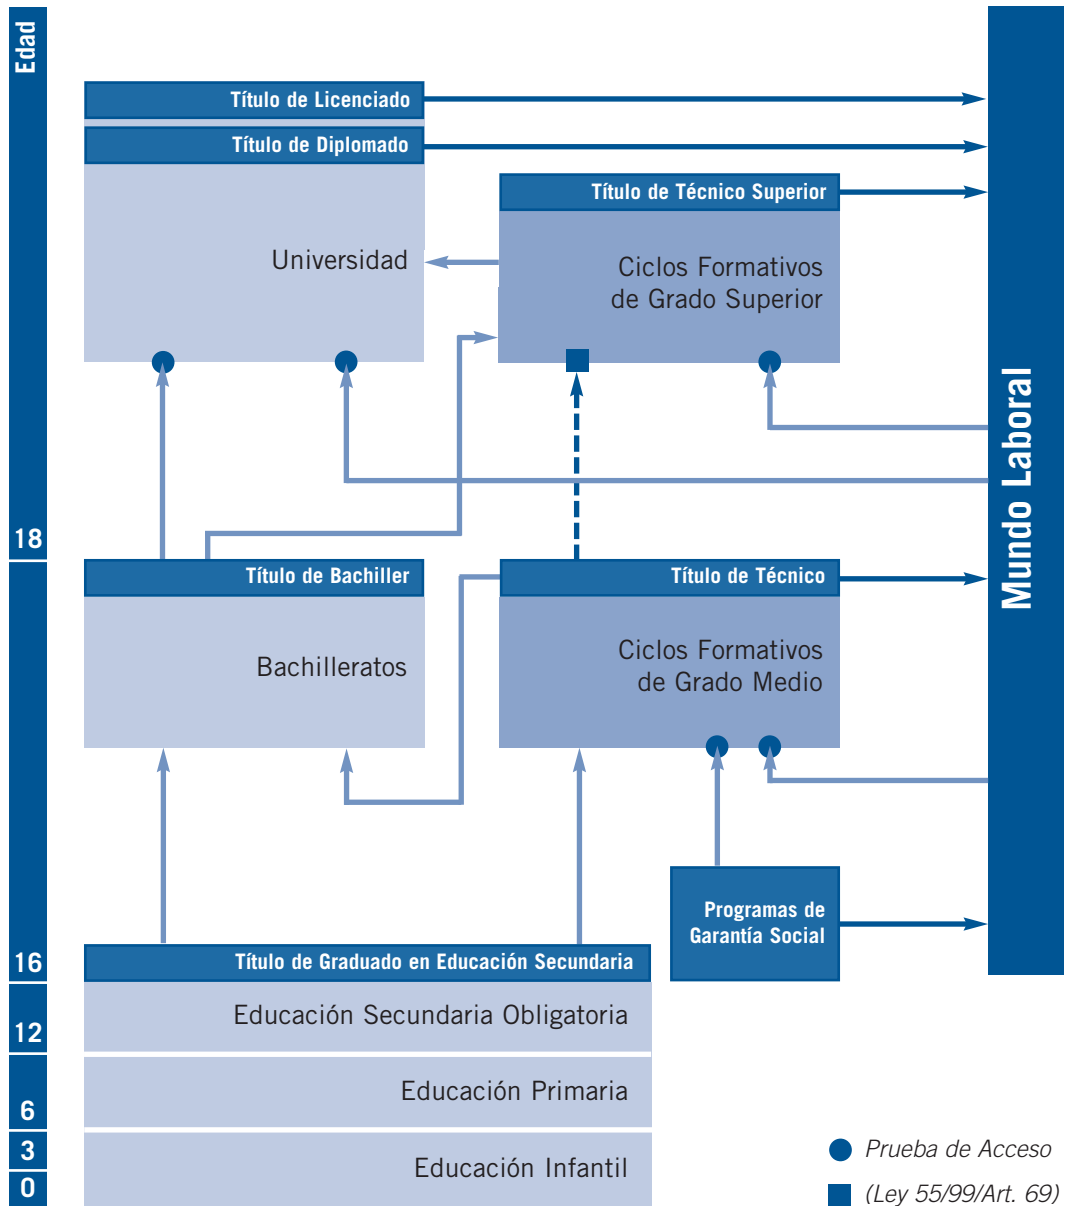 Edad
Título de Licenciado
Título de Diplomado
Título de Técnico Superior
Universidad
Ciclos Formativos
de Grado Superior
Mundo Laboral
18
Título de Bachiller
Título de Técnico
Bachilleratos
Ciclos Formativos
de Grado Medio
Programas de
Garantía Social
16
Título de Graduado en Educación Secundaria
Educación Secundaria Obligatoria
12
Educación Primaria
6
3
Educación Infantil
0
Prueba de Acceso
(Ley 55/99/Art. 69)